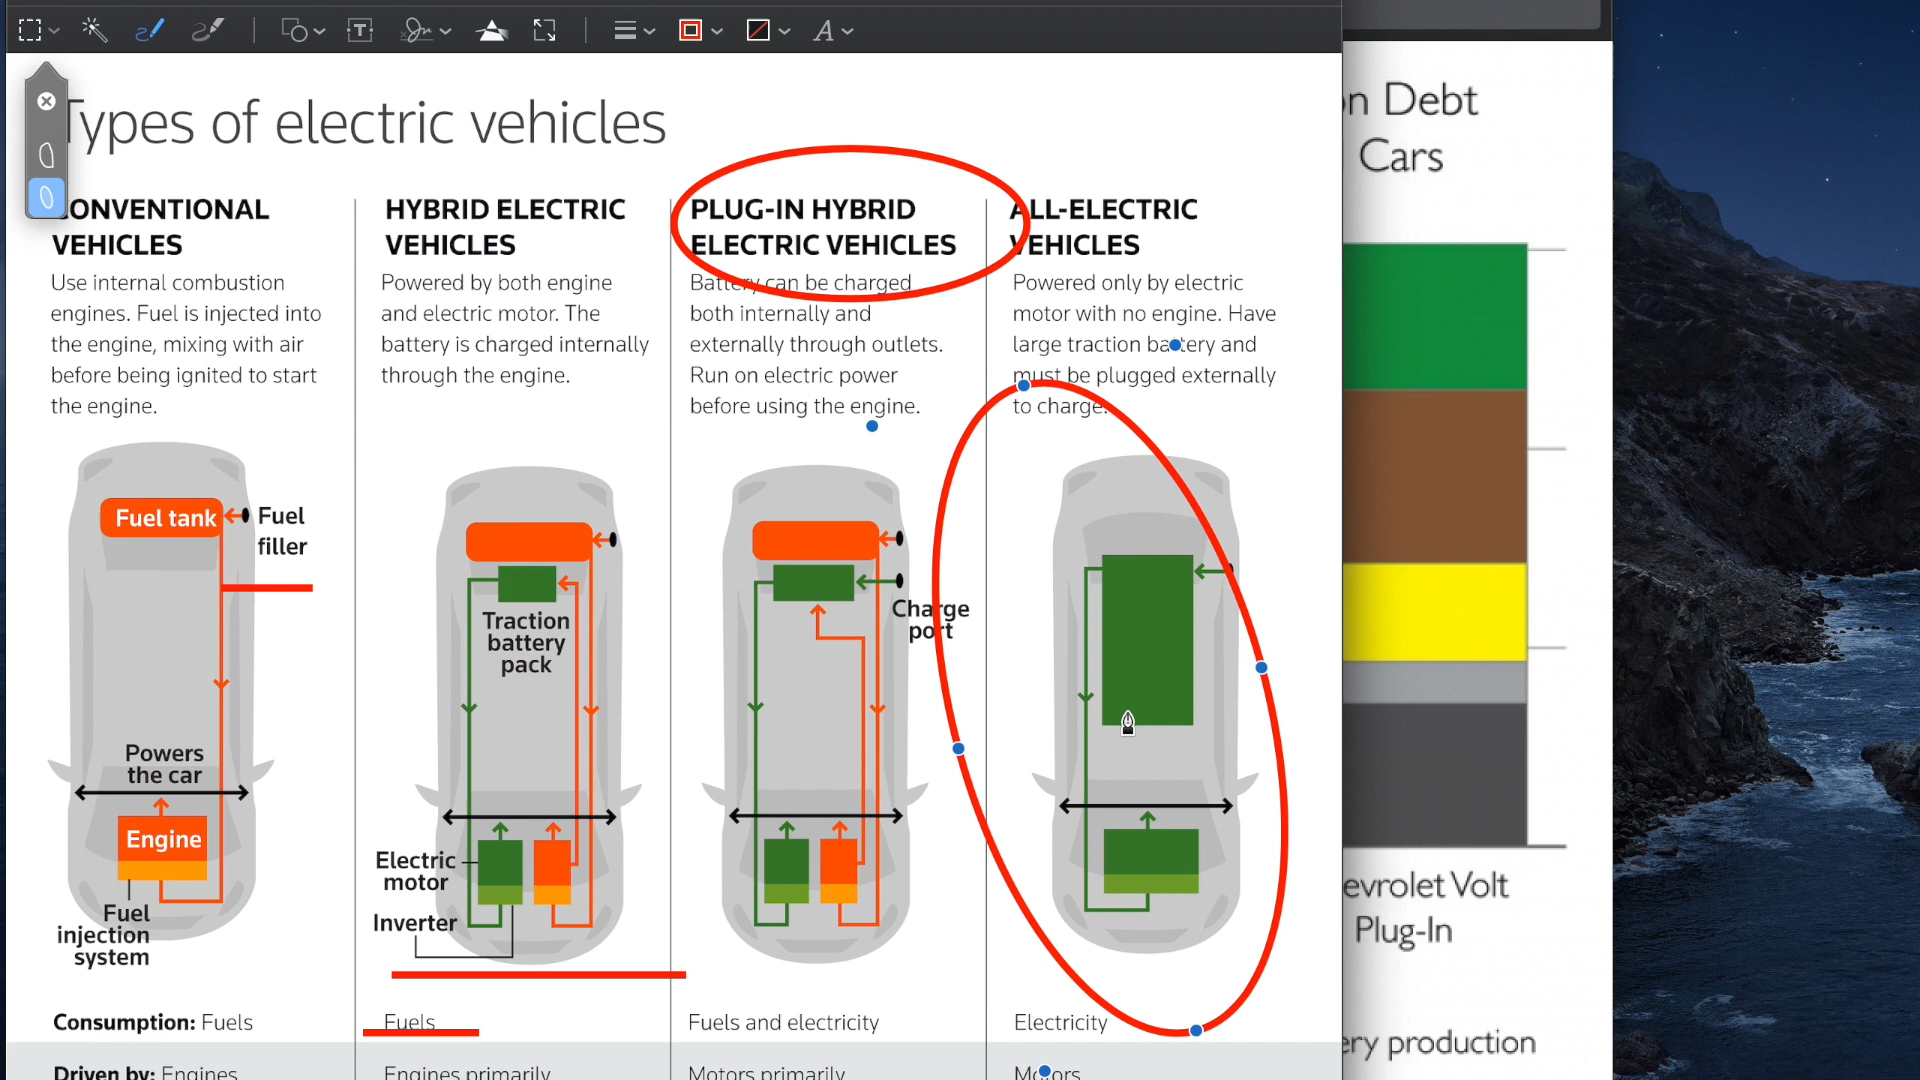 Types of electric vehicles
CONVENTIONAL
VEHICLES
Use internal combustion
engines. Fuel is injected into
the engine, mixing with air
before being ignited to start
the engine.
Fuel tank
Fuel
filler
Powers
the car
Engine
Fuel
injection
system
Consumption: Fuels
Driven by: Engines
HYBRID ELECTRIC
VEHICLES
Powered by both engine
and electric motor. The
battery is charged internally
through the engine.
Traction
battery
pack
Electric
motor
Inverter
Fuels
Engines primarily
PLUG-IN HYBRID
ELECTRIC VEHICLES
Battery can be charged
both internally and
externally through outlets.
Run on electric power
before using the engine.
Charge
port
Fuels and electricity
Motors primarily
ALL-ELECTRIC
VEHICLES
Powered only by electric
motor with no engine. Have
large traction battery and
must be plugged externally
to charge.
Electricity
Motors
on Debt
Cars
evrolet Volt
Plug-In
ery production